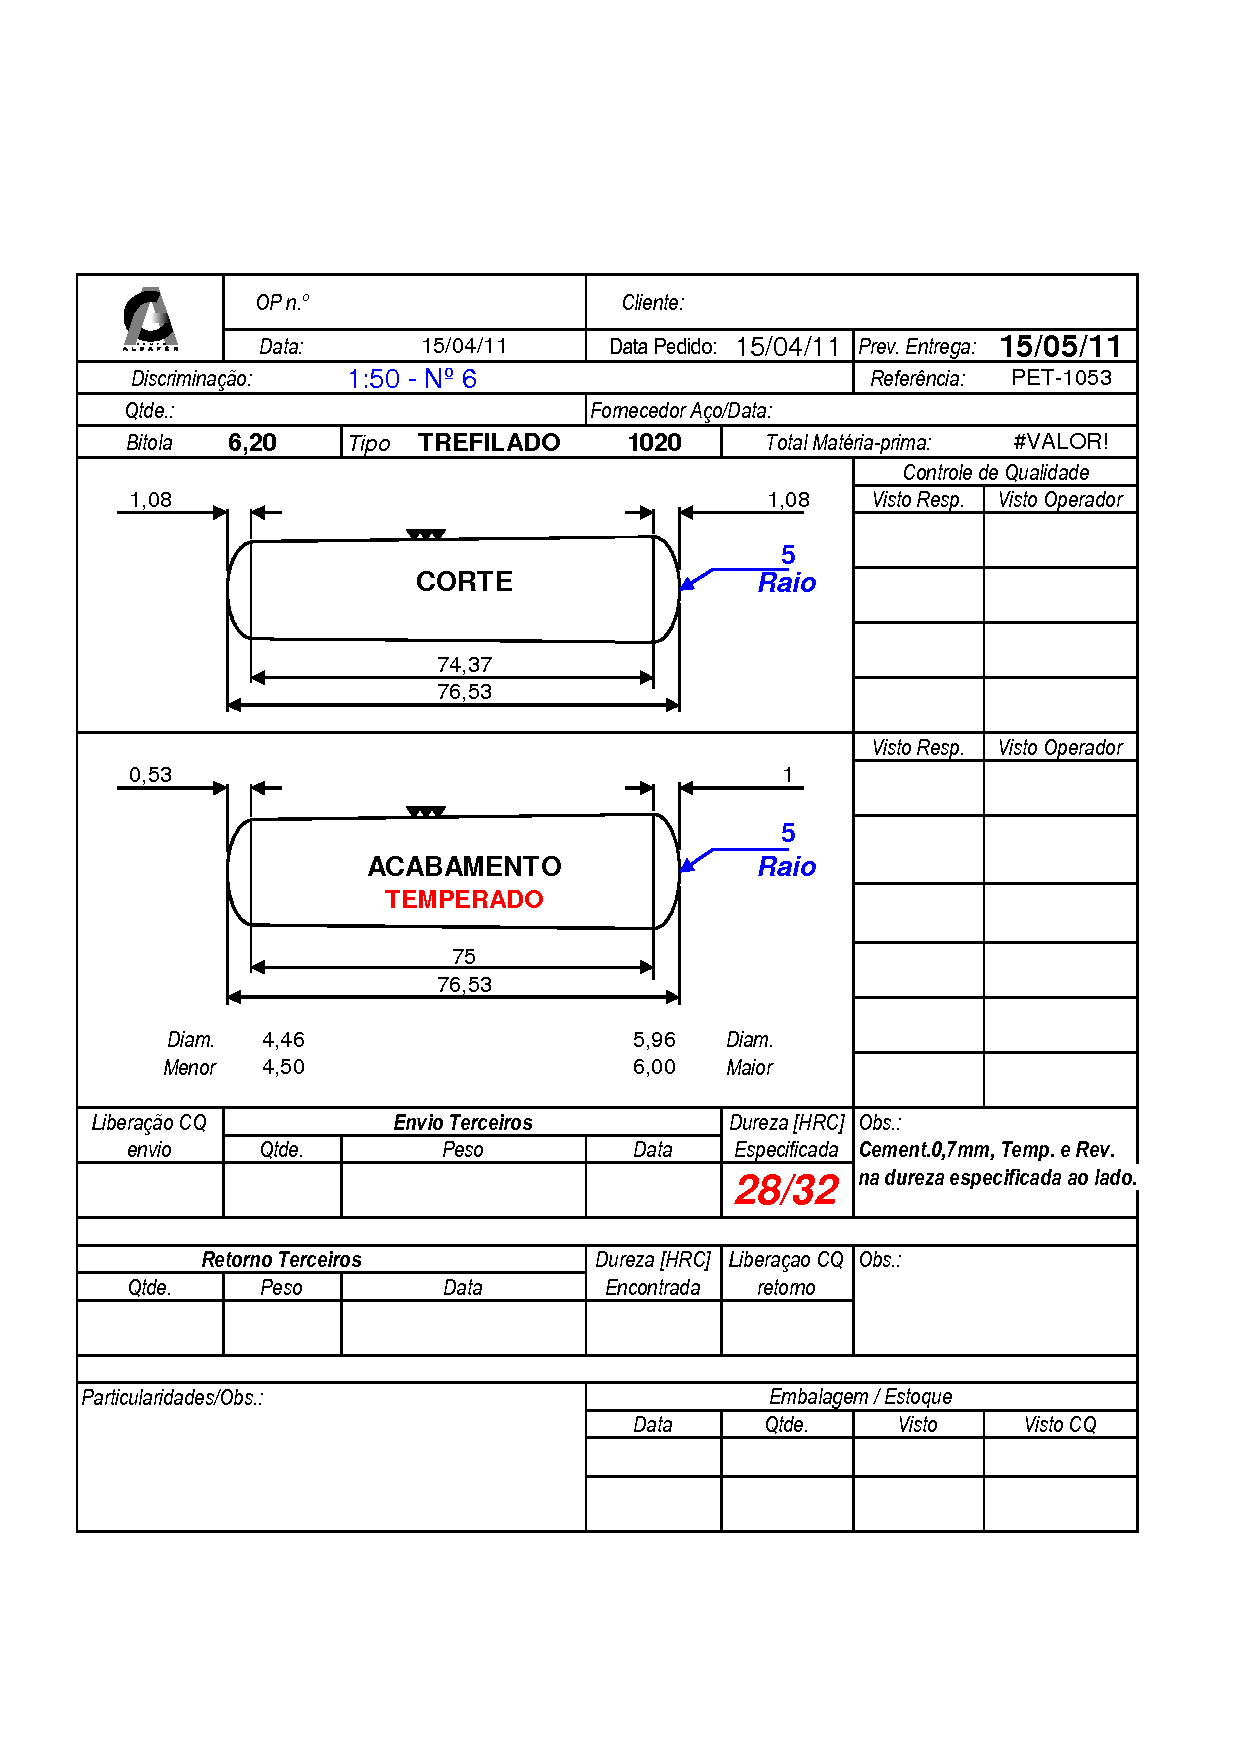 ALBAFER
OP n.º
Cliente:
Data: 15/04/11 Data Pedido: 15/04/11 Prev. Entrega: 15/05/11
Discriminação: 1:50 - Nº 6 Referência: PET-1053
Qtde.: Fornecedor Aço/Data:
Bitola 6,20 Tipo TREFILADO 1020 Total Matéria-prima: #VALOR!
Controle de Qualidade
1,08 1,08 Visto Resp. Visto Operador
5
CORTE Raio
74,37
76,53
Visto Resp. Visto Operador
0,53 1
5
ACABAMENTO Raio
TEMPERADO
75
76,53
Diam. 4,46 5,96 Diam.
Menor 4,50 6,00 Maior
Liberação CQ Envio Terceiros Dureza [HRC] Obs.:
envio Qtde. Peso Data Especificada Cement.0,7mm, Temp. e Rev.
28/32 na dureza especificada ao lado.
Retorno Terceiros Dureza [HRC] Liberaçao CQ Obs.:
Qtde. Peso Data Encontrada retorno
Particularidades/Obs.: Embalagem / Estoque
Data Qtde. Visto Visto CQ